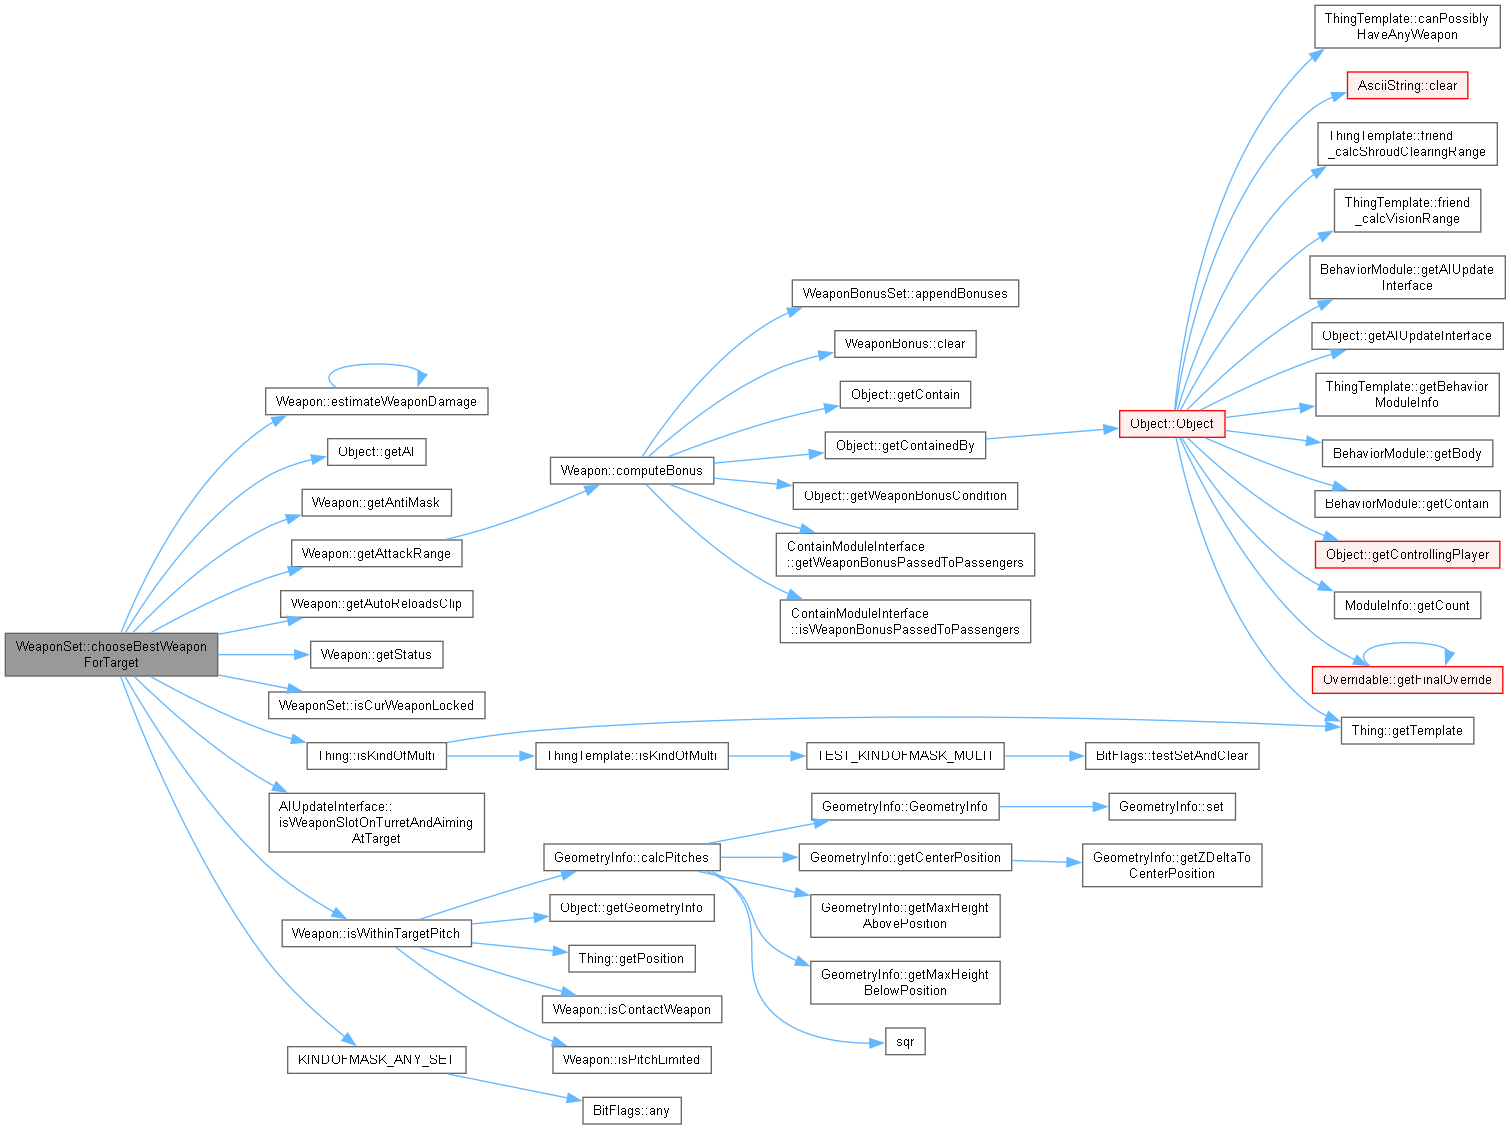 ThingTemplate::canPossibly
HaveAnyWeapon
AsciiString::clear
ThingTemplate::friend
_calcShroudClearingRange
ThingTemplate::friend
_calcVisionRange
BehaviorModule::getAIUpdate
Interface
Object::getAIUpdateInterface
ThingTemplate::getBehavior
ModuleInfo
Object::Object
BehaviorModule::getBody
BehaviorModule::getContain
Object::getControllingPlayer
ModuleInfo::getCount
Overridable::getFinalOverride
Thing::getTemplate
WeaponBonusSet::appendBonuses
WeaponBonus::clear
Object::getContain
Object::getContainedBy
Weapon::computeBonus
Object::getWeaponBonusCondition
ContainModuleInterface
::getWeaponBonusPassedToPassengers
ContainModuleInterface
::isWeaponBonusPassedToPassengers
Weapon::estimateWeaponDamage
Object::getAI
Weapon::getAntiMask
Weapon::getAttackRange
Weapon::getAutoReloadsClip
WeaponSet::chooseBestWeapon
ForTarget
Weapon::getStatus
WeaponSet::isCurWeaponLocked
Thing::isKindOfMulti
ThingTemplate::isKindOfMulti
TEST_KINDOFMASK_MULTI
BitFlags::testSetAndClear
AIUpdateInterface::
isWeaponSlotOnTurretAndAiming
AtTarget
GeometryInfo::GeometryInfo
GeometryInfo::set
GeometryInfo::calcPitches
GeometryInfo::getCenterPosition
GeometryInfo::getZDeltaTo
CenterPosition
Object::getGeometryInfo
GeometryInfo::getMaxHeight
AbovePosition
Weapon::isWithinTargetPitch
Thing::getPosition
GeometryInfo::getMaxHeight
BelowPosition
Weapon::isContactWeapon
sqr
KINDOFMASK_ANY_SET
Weapon::isPitchLimited
BitFlags::any